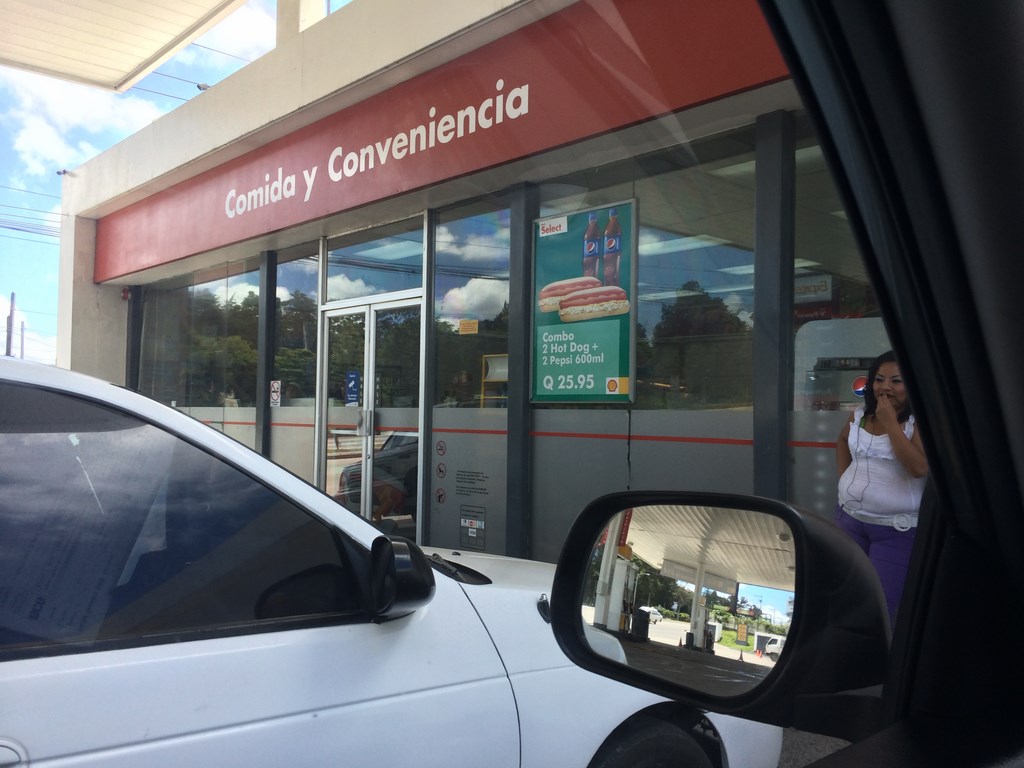 Comida y Conveniencia
Select
Combo
2 Hot Dog +
2 Pepsi 600ml
Q 25.95